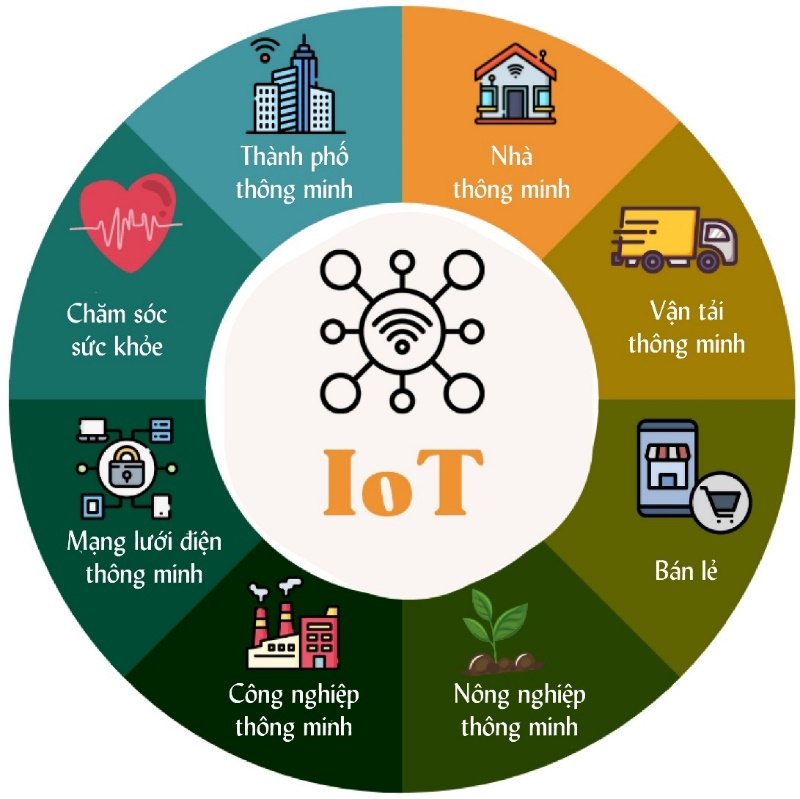 Thành phố
thông minh
Nhà
thông minh
Chăm sóc
sức khỏe
Vận tải
thông minh
IoT
Mạng lưới điện
thông minh
Bán lẻ
Công nghiệp
thông minh
Nông nghiệp
thông minh